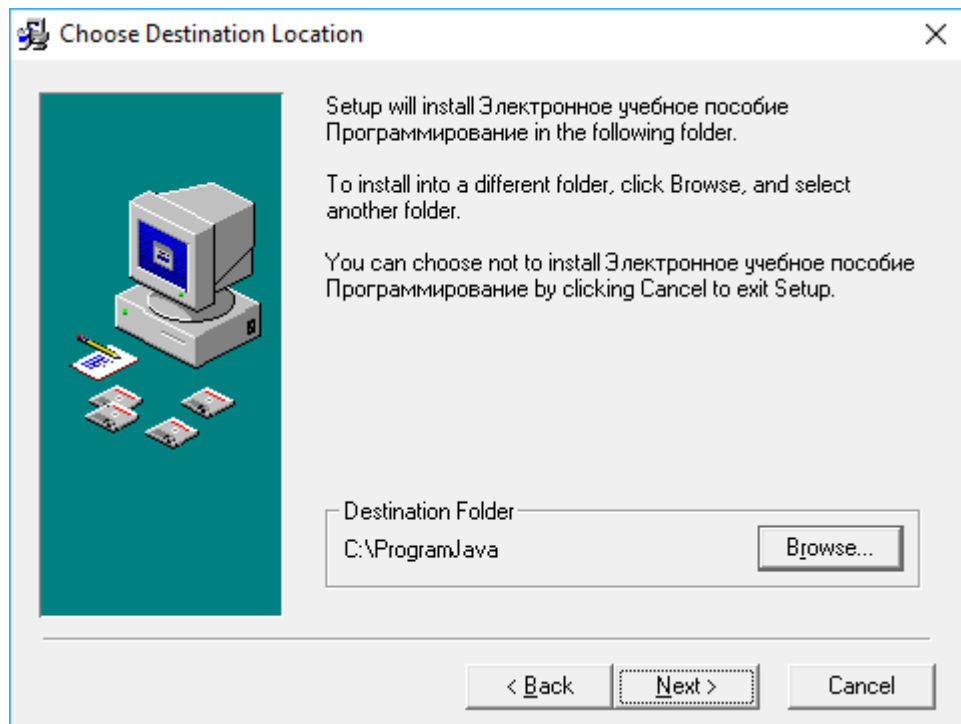 Choose Destination Location
Setup will install Электронное учебное пособие
Программирование in the following folder.
To install into a different folder, click Browse, and select
another folder.
You can choose not to install Электронное учебное пособие
Программирование by clicking Cancel to exit Setup.
Destination Folder
C:\ProgramJava
Browse...
< Back
Next >
Cancel